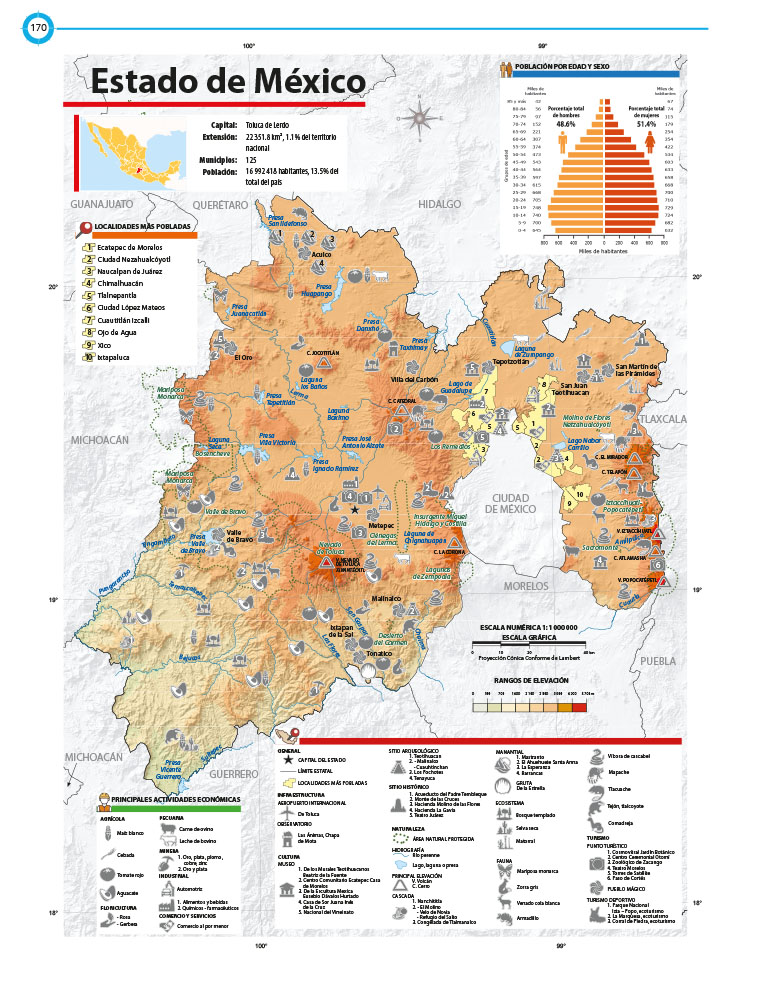 170
100°
99°
Estado de México
Capital: Toluca de Lerdo
Extensión: 22 351.8 km², 1.1% del territorio
nacional
Municipios: 125
Población: 16 992 418 habitantes, 13.5% del
total del país
POBLACIÓN POR EDAD Y SEXO
Miles de
habitantes
Miles de
habitantes
Porcentaje total
de hombres
48.6%
Porcentaje total
de mujeres
51.4%
Grupos de edad
85 y más
80-84
75-79
70-74 152 179
65-69 221 254
60-64 307 354
55-59 374 422
50-54 473 534
45-49 543 603
40-44 564 633
35-39 597 658
30-34 615 668
25-29 668 700
20-24 705 710
15-19 748 729
10-14 740 724
5-9 700 682
0-4 645 632
800 600 400 200 0 200 400 600 800
Miles de habitantes
GUANAJUATO
QUERÉTARO
HIDALGO
LOCALIDADES MÁS POBLADAS
1 Ecatepec de Morelos
2 Ciudad Nezahualcóyotl
3 Naucalpan de Juárez
4 Chimalhuacán
5 Tlalnepantla
6 Ciudad López Mateos
7 Cuautitlán Izcalli
8 Ojo de Agua
9 Xico
10 Ixtapaluca
Presa
San Ildefonso
Aculco
20°
20°
Presa
Huapango
Presa
Juanacatlán
Presa
Danxhó
Presa
Taxhimay
Laguna
de Zumpango
Tepotzotlán
El Oro
C. JOCOTITLÁN
Villa del Carbón
Lago de
Guadalupe
San Juan
Teotihuacan
San Martín de
las Pirámides
Laguna
los Baños
Lerma
Mariposa
Monarca
Presa
Tepetitlán
C. CATEDRAL
Laguna
Barkino
Molino de Flores
Netzahualcóyotl
TLAXCALA
MICHOACÁN
Laguna
Seca
Bosencheve
Presa
Villa Victoria
Presa José
Antonio Alzate
Los Remedios
Lago Nabor
Carrillo
C. EL MIRADOR
C. TELAPÓN
Presa
Ignacio Ramírez
Mariposa
Monarca
CIUDAD
DE MÉXICO
Iztaccíhuatl-
Popocatépetl
Valle de Bravo
Metepec
Insurgente Miguel
Hidalgo y Costilla
Ciénegas
del Lerma
Laguna de
Chignahuapan
Presa
Valle
de Bravo
Valle
de Bravo
Nevado
de Toluca
C. LA CORONA
V. IZTACCÍHUATL
Sacromonte
C. ATLAMASHA
V. POPOCATÉPETL
Pungarancho
Temascaltepec
Lagunas
de Zempoala
MORELOS
19°
19°
Malinalco
Cuautla
Ixtapan
de la Sal
San Jerónimo
Desierto
del Carmen
Chalma
Tonatico
Bejucos
ESCALA NUMÉRICA 1: 1 000 000
ESCALA GRÁFICA
0 10 20 40 km
Proyección Cónica Conforme de Lambert
PUEBLA
RANGOS DE ELEVACIÓN
MICHOACÁN
Presa
Vicente
Guerrero
GUERRERO
PRINCIPALES ACTIVIDADES ECONÓMICAS
AGRÍCOLA
Maíz blanco
Cebada
Tomate rojo
Aguacate
FLORICULTURA
- Rosa
- Gerbera
PECUARIA
Carne de ovino
Leche de bovino
MINERA
1. Oro, plata, plomo,
cobre, zinc
2. Oro y plata
INDUSTRIAL
Automotriz
1. Alimentos y bebidas
2. Químicos - farmacéuticos
COMERCIO Y SERVICIOS
Comercio al por menor
GENERAL
CAPITAL DEL ESTADO
LÍMITE ESTATAL
LOCALIDADES MÁS POBLADAS
INFRAESTRUCTURA
AEROPUERTO INTERNACIONAL
De Toluca
OBSERVATORIO
Las Ánimas, Chapa
de Mota
CULTURA
MUSEO
1. De los Murales Teotihuacanos
Beatriz de la Fuente
2. Centro Comunitario Ecatepec Casa
de Morelos
3. De la Escultura Mexica
Eusebio Dávalos Hurtado
4. Casa de Sor Juana Inés
de la Cruz
5. Nacional del Virreinato
SITIO ARQUEOLÓGICO
1. Teotihuacan
2. - Malinalco
- Cuauhtinchan
3. Los Pochotes
4. Tenayuca
SITIO HISTÓRICO
1. Acueducto del Padre Tembleque
2. Monte de las Cruces
3. Hacienda Molino de las Flores
4. Hacienda La Gavia
5. Teatro Juárez
NATURALEZA
ÁREA NATURAL PROTEGIDA
HIDROGRAFÍA
Río perenne
Lago, laguna o presa
PRINCIPAL ELEVACIÓN
V. Volcán
C. Cerro
CASCADA
1. Nanchititla
2. - El Molino
- Velo de Novia
- Refugio del Salto
3. Congelada de Tlalmanalco
MANANTIAL
1. Matlranto
2. El Ahuehuete Santa Anna
3. La Esperanza
4. Barrancas
GRUTA
De la Estrella
ECOSISTEMA
Bosque templado
Selva seca
Matorral
FAUNA
Mariposa monarca
Zorra gris
Venado cola blanca
Armadillo
Víbora de cascabel
Mapache
Tlacuache
Tejón, tlalcoyote
Comadreja
TURISMO
PUNTO TURÍSTICO
1. Cosmovitral Jardín Botánico
2. Centro Ceremonial Otomí
3. Zoológico de Zacango
4. Teatro Morelos
5. Torres de Satélite
6. Paso de Cortés
PUEBLO MÁGICO
TURISMO DEPORTIVO
1. Parque Nacional
Izta - Popo, ecoturismo
2. La Marquesa, ecoturismo
3. Corral de Piedra, ecoturismo
18°
18°
100°
99°